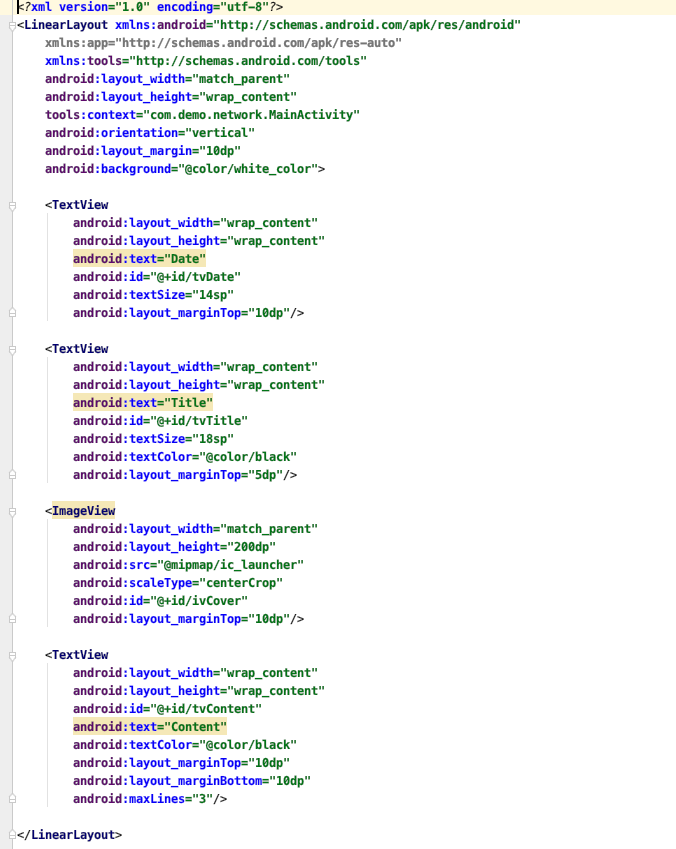 <?xml version="1.0" encoding="utf-8"?>
<LinearLayout xmlns:android="http://schemas.android.com/apk/res/android"
    xmlns:app="http://schemas.android.com/apk/res-auto"
    xmlns:tools="http://schemas.android.com/tools"
    android:layout_width="match_parent"
    android:layout_height="wrap_content"
    tools:context="com.demo.network.MainActivity"
    android:orientation="vertical"
    android:layout_margin="10dp"
    android:background="@color/white_color">

    <TextView
        android:layout_width="wrap_content"
        android:layout_height="wrap_content"
        android:text="Date"
        android:id="@+id/tvDate"
        android:textSize="14sp"
        android:layout_marginTop="10dp"/>

    <TextView
        android:layout_width="wrap_content"
        android:layout_height="wrap_content"
        android:text="Title"
        android:id="@+id/tvTitle"
        android:textSize="18sp"
        android:textColor="@color/black"
        android:layout_marginTop="5dp"/>

    <ImageView
        android:layout_width="match_parent"
        android:layout_height="200dp"
        android:src="@mipmap/ic_launcher"
        android:scaleType="centerCrop"
        android:id="@+id/ivCover"
        android:layout_marginTop="10dp"/>

    <TextView
        android:layout_width="wrap_content"
        android:layout_height="wrap_content"
        android:id="@+id/tvContent"
        android:text="Content"
        android:textColor="@color/black"
        android:layout_marginTop="10dp"
        android:layout_marginBottom="10dp"
        android:maxLines="3"/>

</LinearLayout>